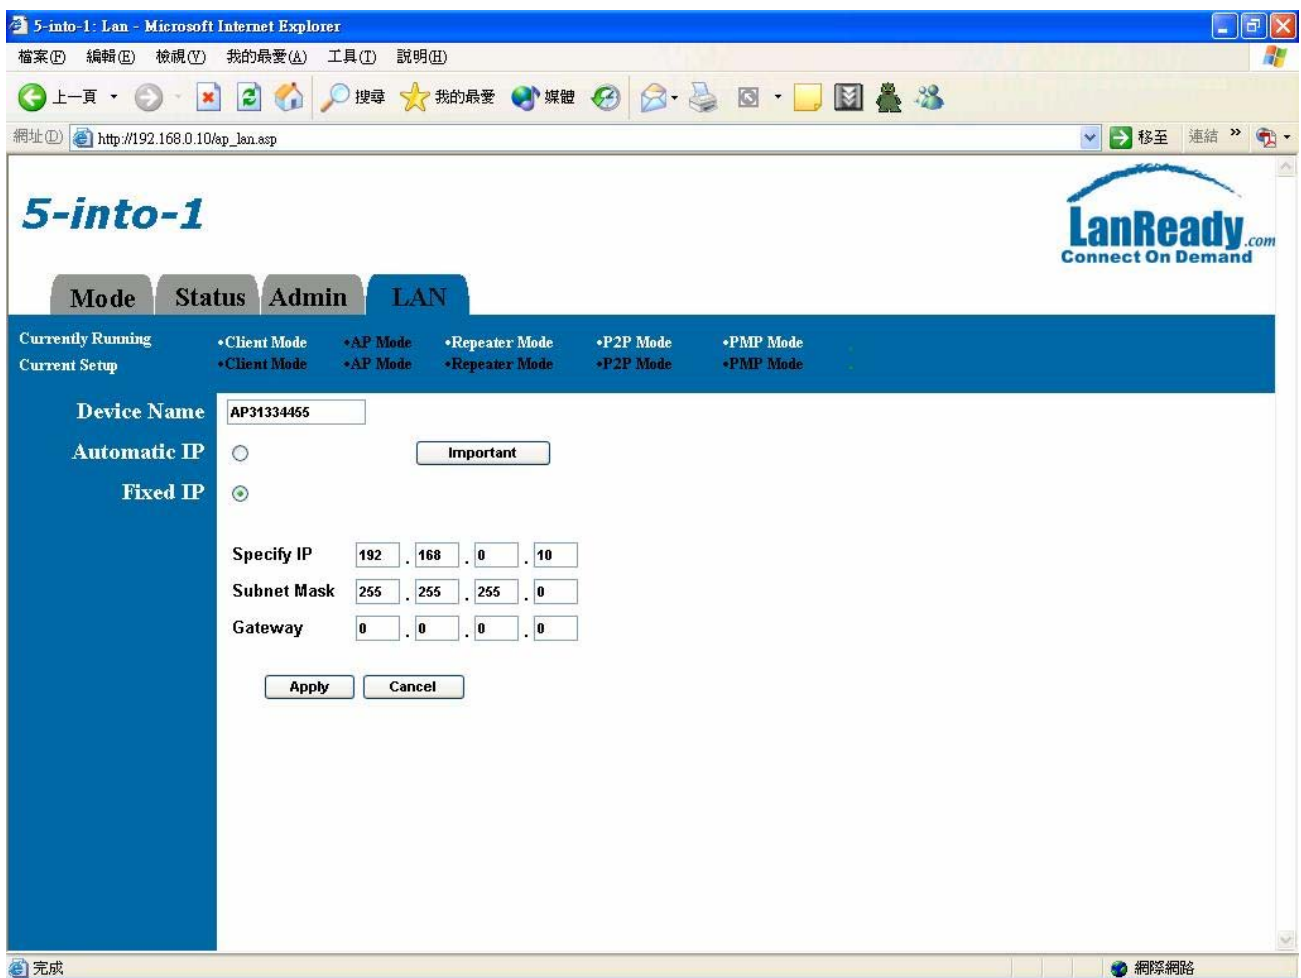 5-into-1: Lan - Microsoft Internet Explorer
檔案(F) 編輯(E) 檢視(V) 我的最愛(A) 工具(T) 說明(H)
上一頁 搜尋 我的最愛 媒體
網址(D) http://192.168.0.10/ap_lan.asp 移至 連結 »
5-into-1
LanReady.com
Connect On Demand
Mode Status Admin LAN
Currently Running •Client Mode •AP Mode •Repeater Mode •P2P Mode •PMP Mode
Current Setup •Client Mode •AP Mode •Repeater Mode •P2P Mode •PMP Mode
Device Name AP31334455
Automatic IP Important
Fixed IP
Specify IP 192 . 168 . 0 . 10
Subnet Mask 255 . 255 . 255 . 0
Gateway 0 . 0 . 0 . 0
Apply Cancel
完成 網際網路